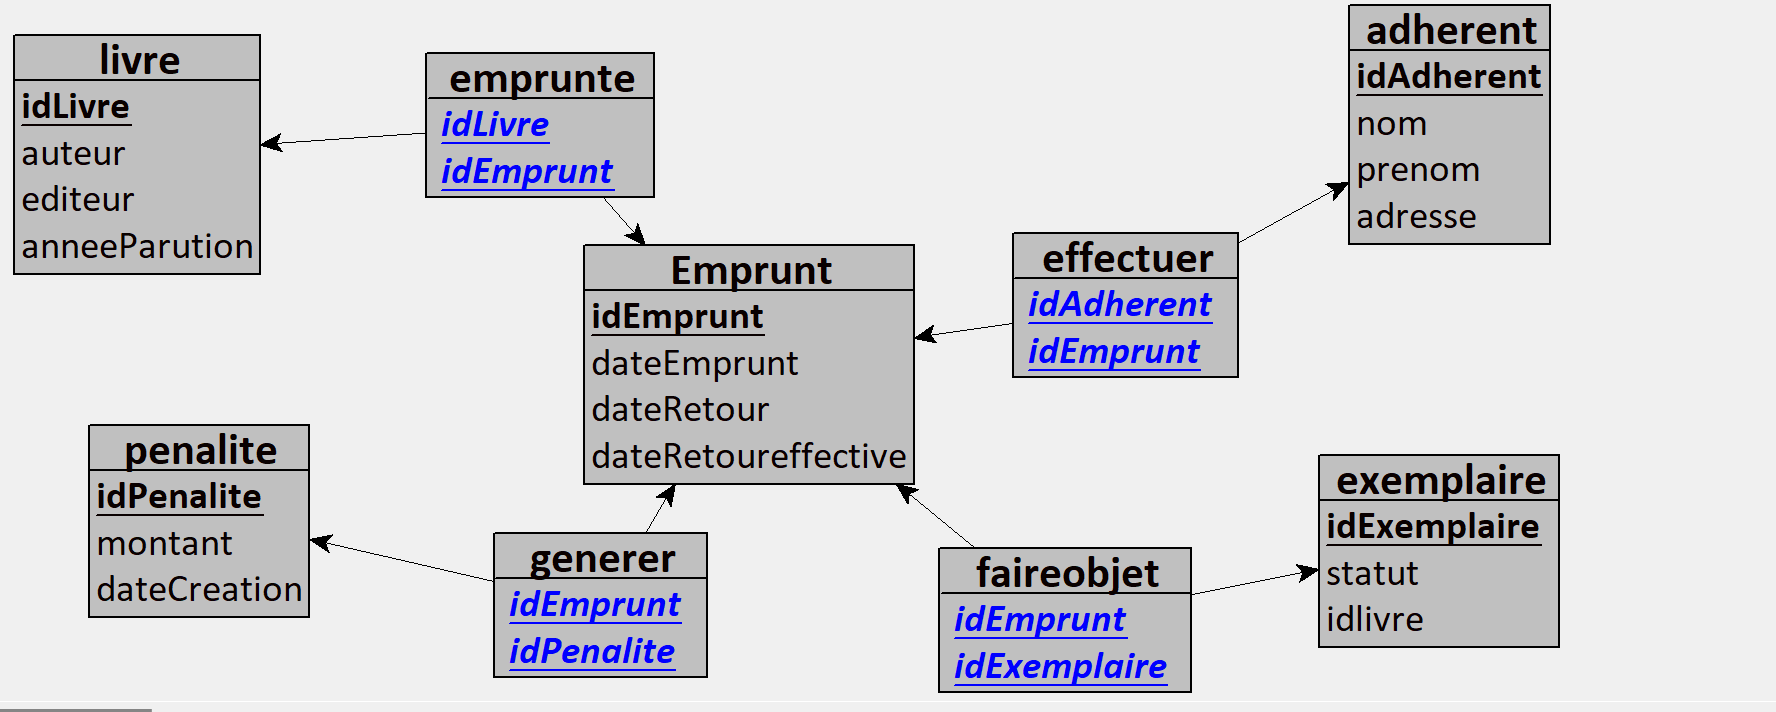 livre
idLivre
auteur
editeur
anneeParution
emprunte
idLivre
idEmprunt
adherent
idAdherent
nom
prenom
adresse
Emprunt
idEmprunt
dateEmprunt
dateRetour
dateRetoureffective
effectuer
idAdherent
idEmprunt
penalite
idPenalite
montant
dateCreation
generer
idEmprunt
idPenalite
faireobjet
idEmprunt
idExemplaire
exemplaire
idExemplaire
statut
idlivre